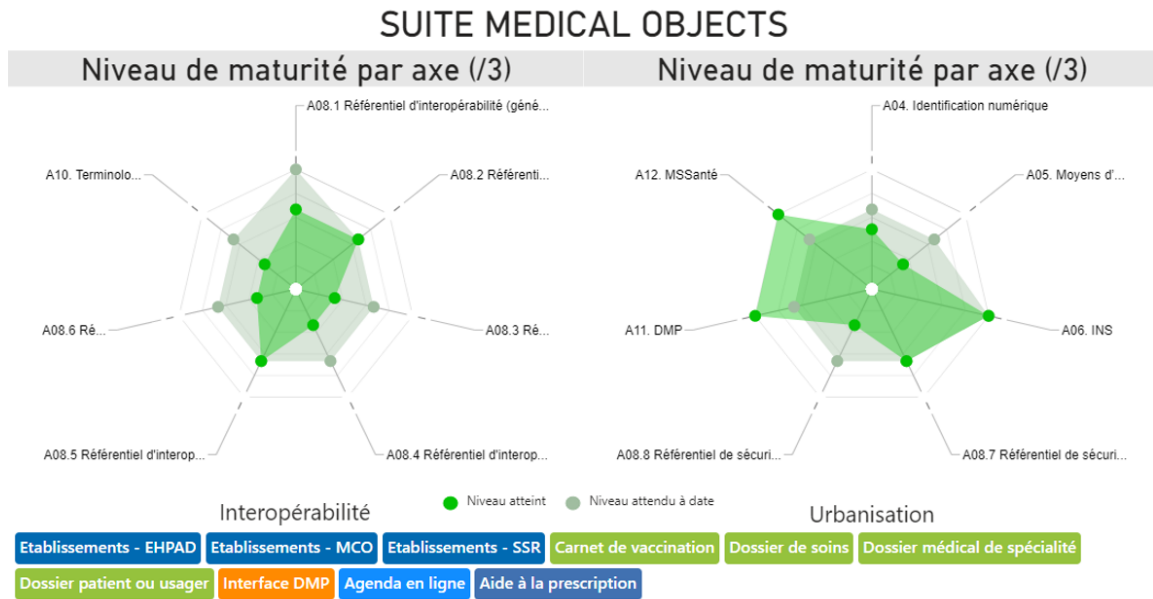 SUITE MEDICAL OBJECTS
Niveau de maturité par axe (/3)
Niveau de maturité par axe (/3)
A08.1 Référentiel d'interopérabilité (géné...
A10. Terminolo...
A08.2 Référenti...
A08.6 Ré...
A08.3 Ré...
A08.5 Référentiel d'interop...
A08.4 Référentiel d'interop...
A04. Identification numérique
A12. MSSanté
A05. Moyens d'...
A11. DMP
A06. INS
A08.8 Référentiel de sécuri...
A08.7 Référentiel de sécuri...
Niveau atteint
Niveau attendu à date
Interopérabilité
Urbanisation
Etablissements - EHPAD
Etablissements - MCO
Etablissements - SSR
Carnet de vaccination
Dossier de soins
Dossier médical de spécialité
Dossier patient ou usager
Interface DMP
Agenda en ligne
Aide à la prescription